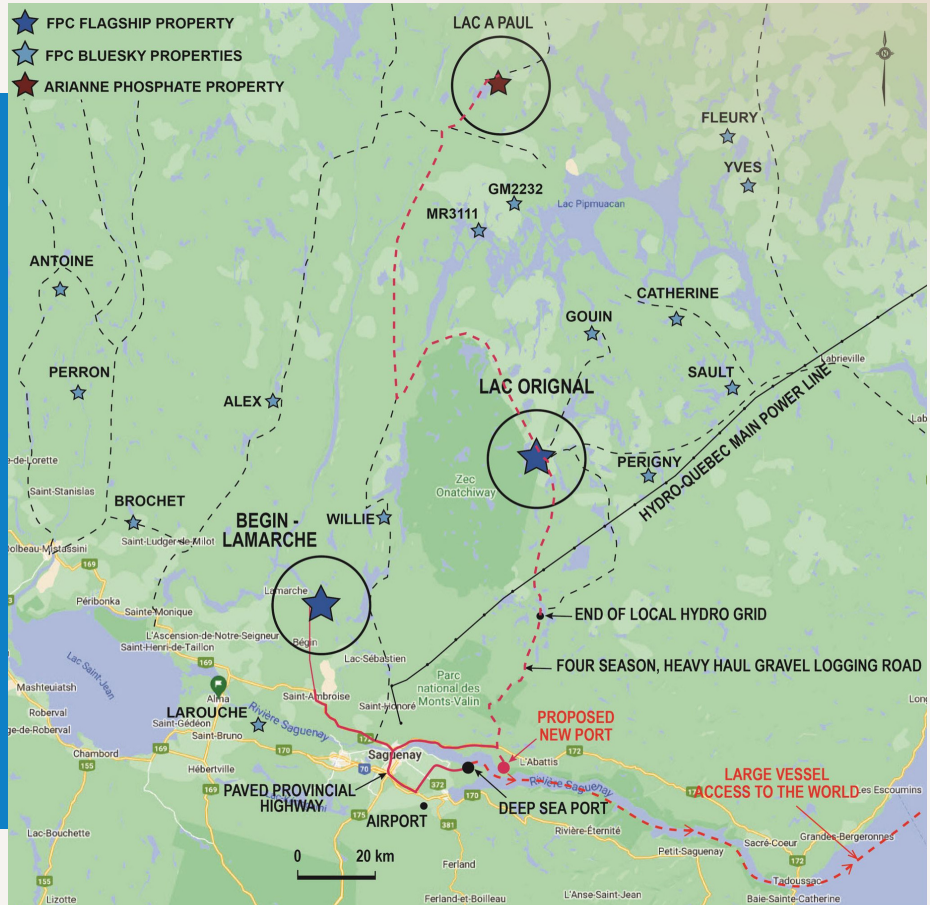 FPC FLAGSHIP PROPERTY
FPC BLUESKY PROPERTIES
ARIANNE PHOSPHATE PROPERTY
LAC A PAUL
N
FLEURY
YVES
GM2232
MR3111
Lac Pipmuacan
ANTOINE
CATHERINE
GOUIN
PERRON
ALEX
LAC ORIGNAL
SAULT
Labrieville
HYDRO-QUEBEC MAIN POWER LINE
Lab
e-de-Lorette
Saint-Stanislas
BROCHET
Saint-Ludger-de-Milot
BEGIN -
LAMARCHE
WILLIE
Zec
Onatchiway
PERIGNY
Dolbeau-Mistassini
169
Péribonka
Sainte-Monique
Lamarche
Bégin
END OF LOCAL HYDRO GRID
L'Ascension-de-Notre-Seigneur
Saint-Henri-de-Taillon
169
Lac-Sébastien
Parc
national des
Monts-Valin
FOUR SEASON, HEAVY HAUL GRAVEL LOGGING ROAD
Lac Saint-Jean
Mashteuiatsh
Roberval
ge-de-Roberval
Alma
Saint-Ambroise
Saint-Honoré
Long
LAROUCHE
Saint-Gédéon
Saint-Bruno
Rivière Saguenay
PROPOSED
NEW PORT
Chambord
169
155
Hébertville
169
170
172
70
Saguenay
L'Abattis
172
PAVED PROVINCIAL
HIGHWAY
372
170
175
DEEP SEA PORT
Rivière Saguenay
LARGE VESSEL
ACCESS TO THE WORLD
172
Les Escoumins
AIRPORT
381
Rivière-Éternité
Petit-Saguenay
Sacré-Coeur
Grandes-Bergeronnes
172
Lac-Bouchette
0 20 km
Ferland
155
Lizotte
Ferland-et-Boilleau
L'Anse-Saint-Jean
Tadoussac
Baie-Sainte-Catherine